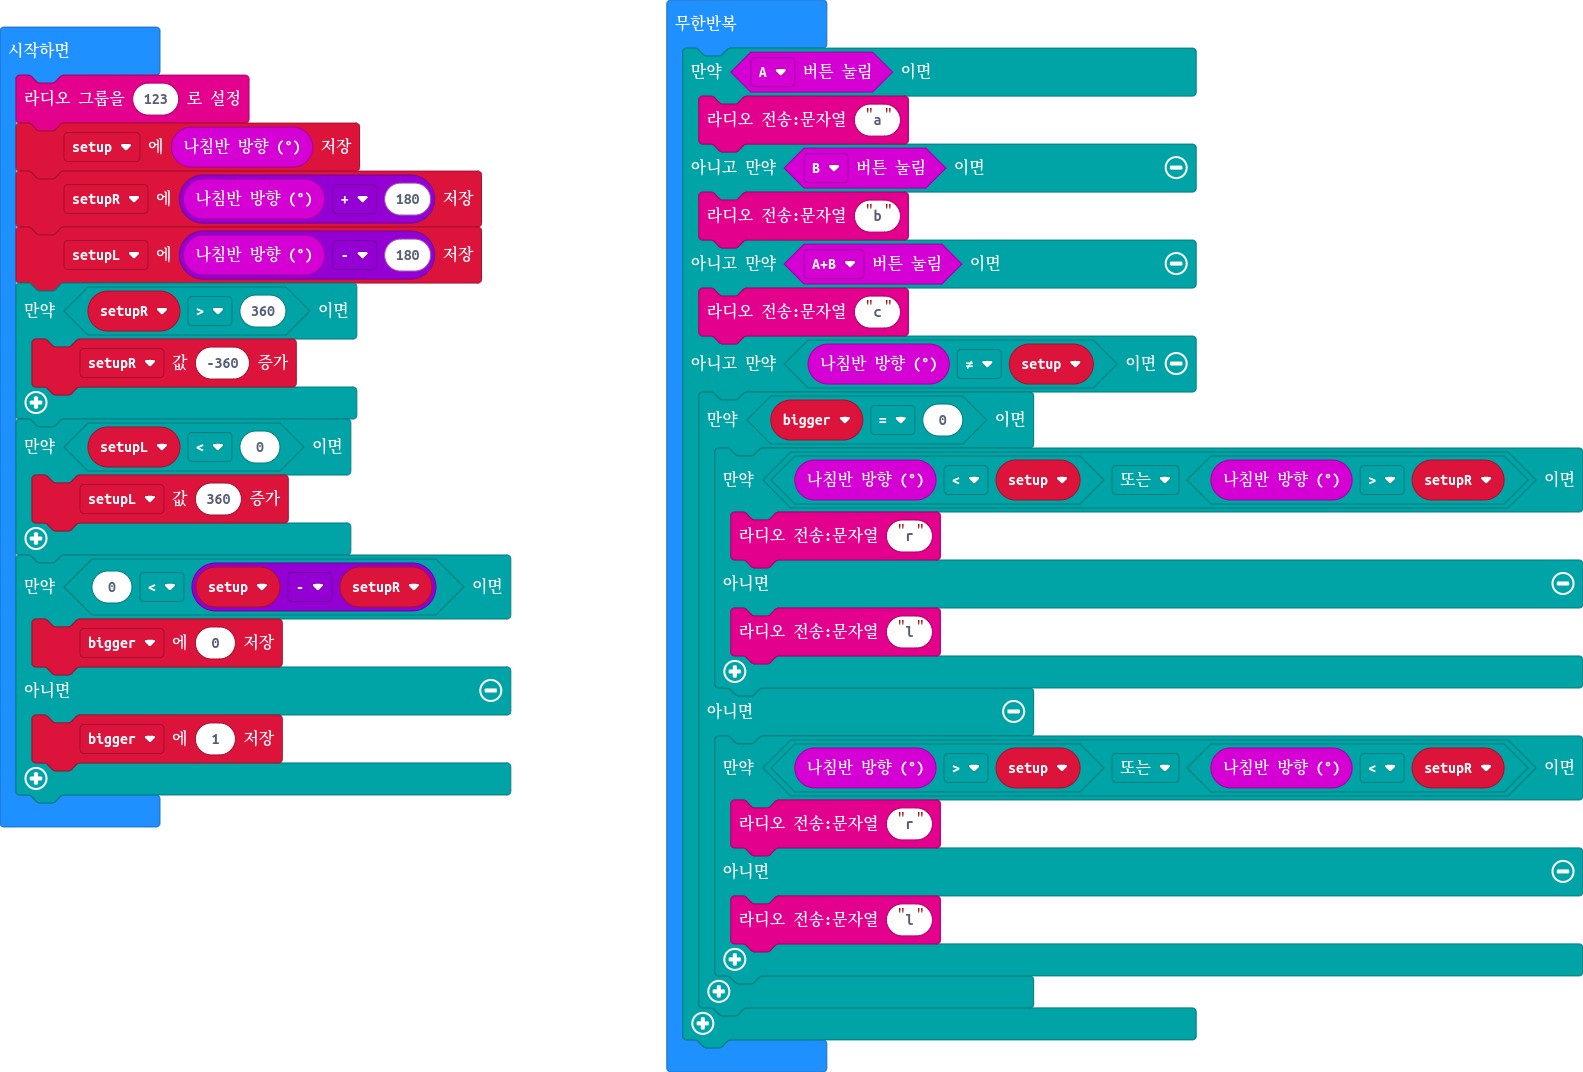 시작하면
라디오 그룹을 123 로 설정
setup 에 나침반 방향 (°) 저장
setupR 에 나침반 방향 (°) + 180 저장
setupL 에 나침반 방향 (°) - 180 저장
만약 setupR > 360 이면
setupR 값 -360 증가
만약 setupL < 0 이면
setupL 값 360 증가
만약 0 < setup - setupR 이면
bigger 에 0 저장
아니면
bigger 에 1 저장
무한반복
만약 A 버튼 눌림 이면
라디오 전송:문자열 "a"
아니고 만약 B 버튼 눌림 이면
라디오 전송:문자열 "b"
아니고 만약 A+B 버튼 눌림 이면
라디오 전송:문자열 "c"
아니고 만약 나침반 방향 (°) ≠ setup 이면
만약 bigger = 0 이면
만약 나침반 방향 (°) < setup 또는 나침반 방향 (°) > setupR 이면
라디오 전송:문자열 "r"
아니면
라디오 전송:문자열 "l"
아니면
만약 나침반 방향 (°) > setup 또는 나침반 방향 (°) < setupR 이면
라디오 전송:문자열 "r"
아니면
라디오 전송:문자열 "l"